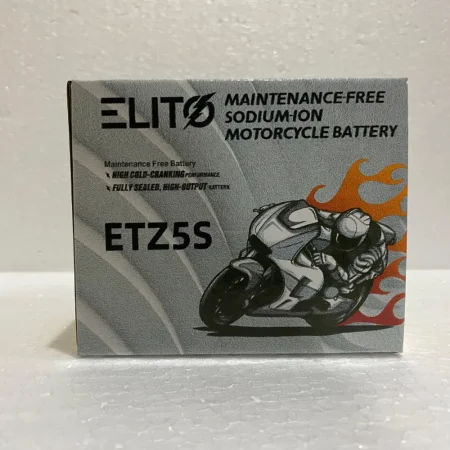 ELITO
MAINTENANCE-FREE
SODIUM-ION
MOTORCYCLE BATTERY
Maintenance Free Battery
HIGH COLD-CRANKING PERFORMANCE.
FULLY SEALED, HIGH-OUTPUT BATTERY.
ETZ5S